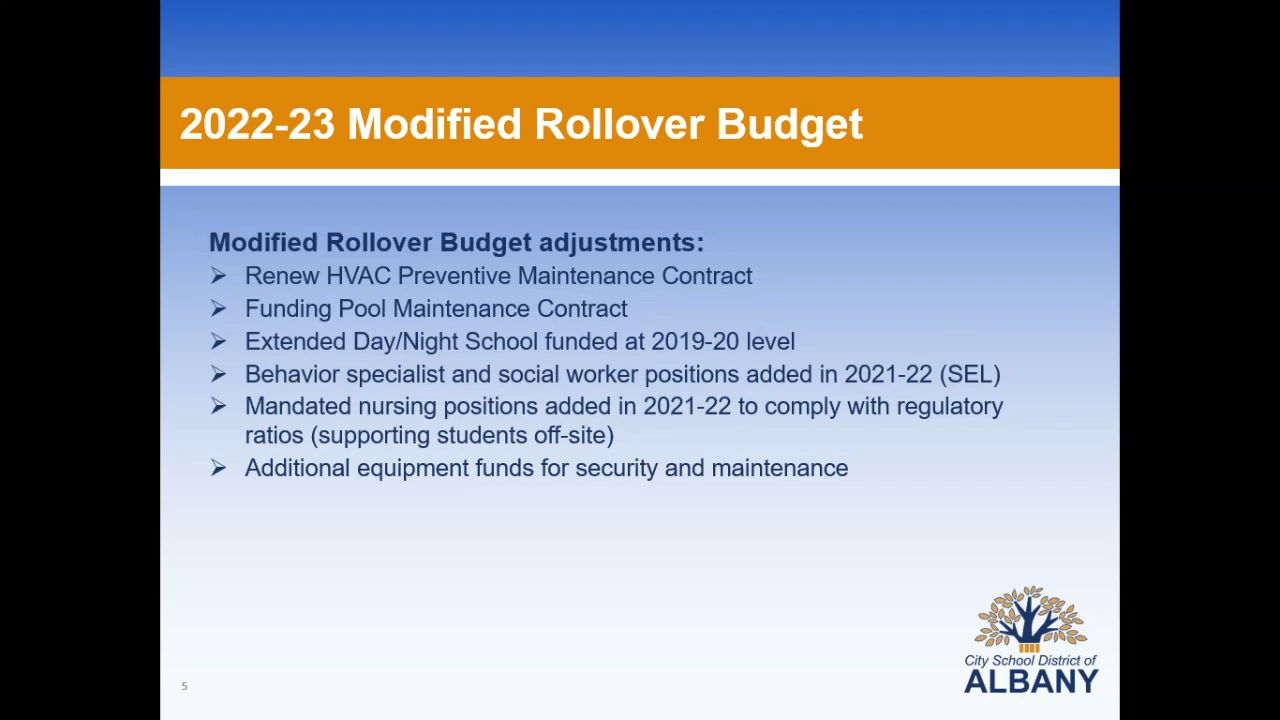 2022-23 Modified Rollover Budget
Modified Rollover Budget adjustments:
➢ Renew HVAC Preventive Maintenance Contract
➢ Funding Pool Maintenance Contract
➢ Extended Day/Night School funded at 2019-20 level
➢ Behavior specialist and social worker positions added in 2021-22 (SEL)
➢ Mandated nursing positions added in 2021-22 to comply with regulatory
ratios (supporting students off-site)
➢ Additional equipment funds for security and maintenance
City School District of
ALBANY
5